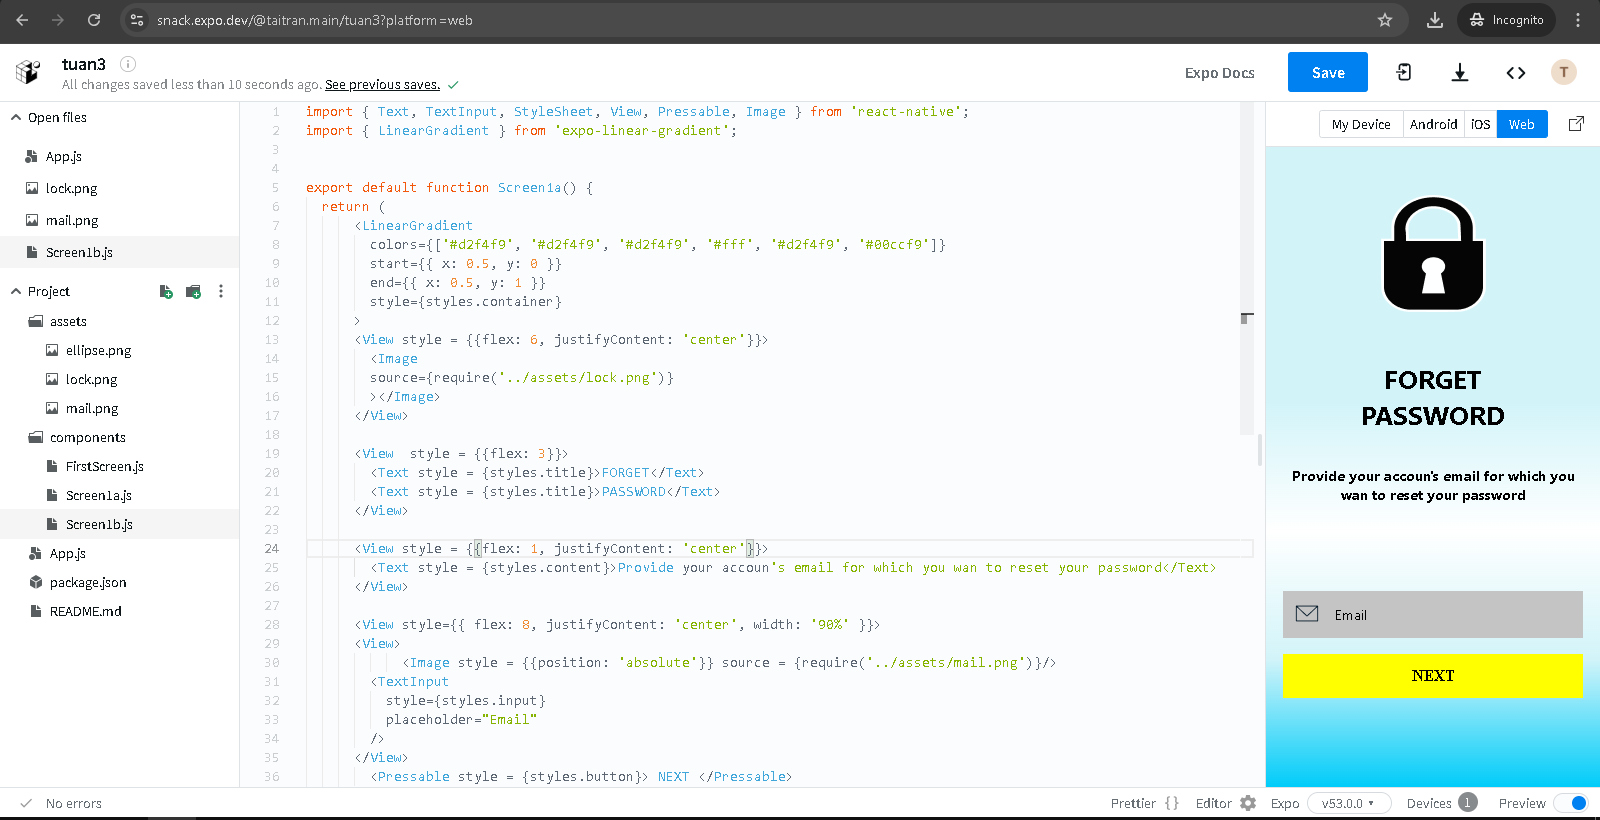 snack.expo.dev/@taitran.main/tuan3?platform=web
Incognito
tuan3
All changes saved less than 10 seconds ago. See previous saves.
Expo Docs
Save
T
Open files
App.js
lock.png
mail.png
Screen1b.js
Project
assets
ellipse.png
lock.png
mail.png
components
FirstScreen.js
Screen1a.js
Screen1b.js
App.js
package.json
README.md
1 import { Text, TextInput, StyleSheet, View, Pressable, Image } from 'react-native';
2 import { LinearGradient } from 'expo-linear-gradient';
3
4
5 export default function Screen1a() {
6 return (
7 <LinearGradient
8 colors={['#d2f4f9', '#d2f4f9', '#d2f4f9', '#fff', '#d2f4f9', '#00ccf9']}
9 start={{ x: 0.5, y: 0 }}
10 end={{ x: 0.5, y: 1 }}
11 style={styles.container}
12 >
13 <View style = {{flex: 6, justifyContent: 'center'}}>
14 <Image
15 source={require('../assets/lock.png')}
16 ></Image>
17 </View>
18
19 <View  style = {{flex: 3}}>
20 <Text style = {styles.title}>FORGET</Text>
21 <Text style = {styles.title}>PASSWORD</Text>
22 </View>
23
24 <View style = {{flex: 1, justifyContent: 'center'}}>
25 <Text style = {styles.content}>Provide your accoun's email for which you wan to reset your password</Text>
26 </View>
27
28 <View style={{ flex: 8, justifyContent: 'center', width: '90%' }}>
29 <View>
30 <Image style = {{position: 'absolute'}} source = {require('../assets/mail.png')}/>
31 <TextInput
32 style={styles.input}
33 placeholder="Email"
34 />
35 </View>
36 <Pressable style = {styles.button}> NEXT </Pressable>
My Device Android iOS Web
FORGET
PASSWORD
Provide your accoun's email for which you
wan to reset your password
Email
NEXT
No errors
Prettier { } Editor Expo v53.0.0 Devices 1 Preview